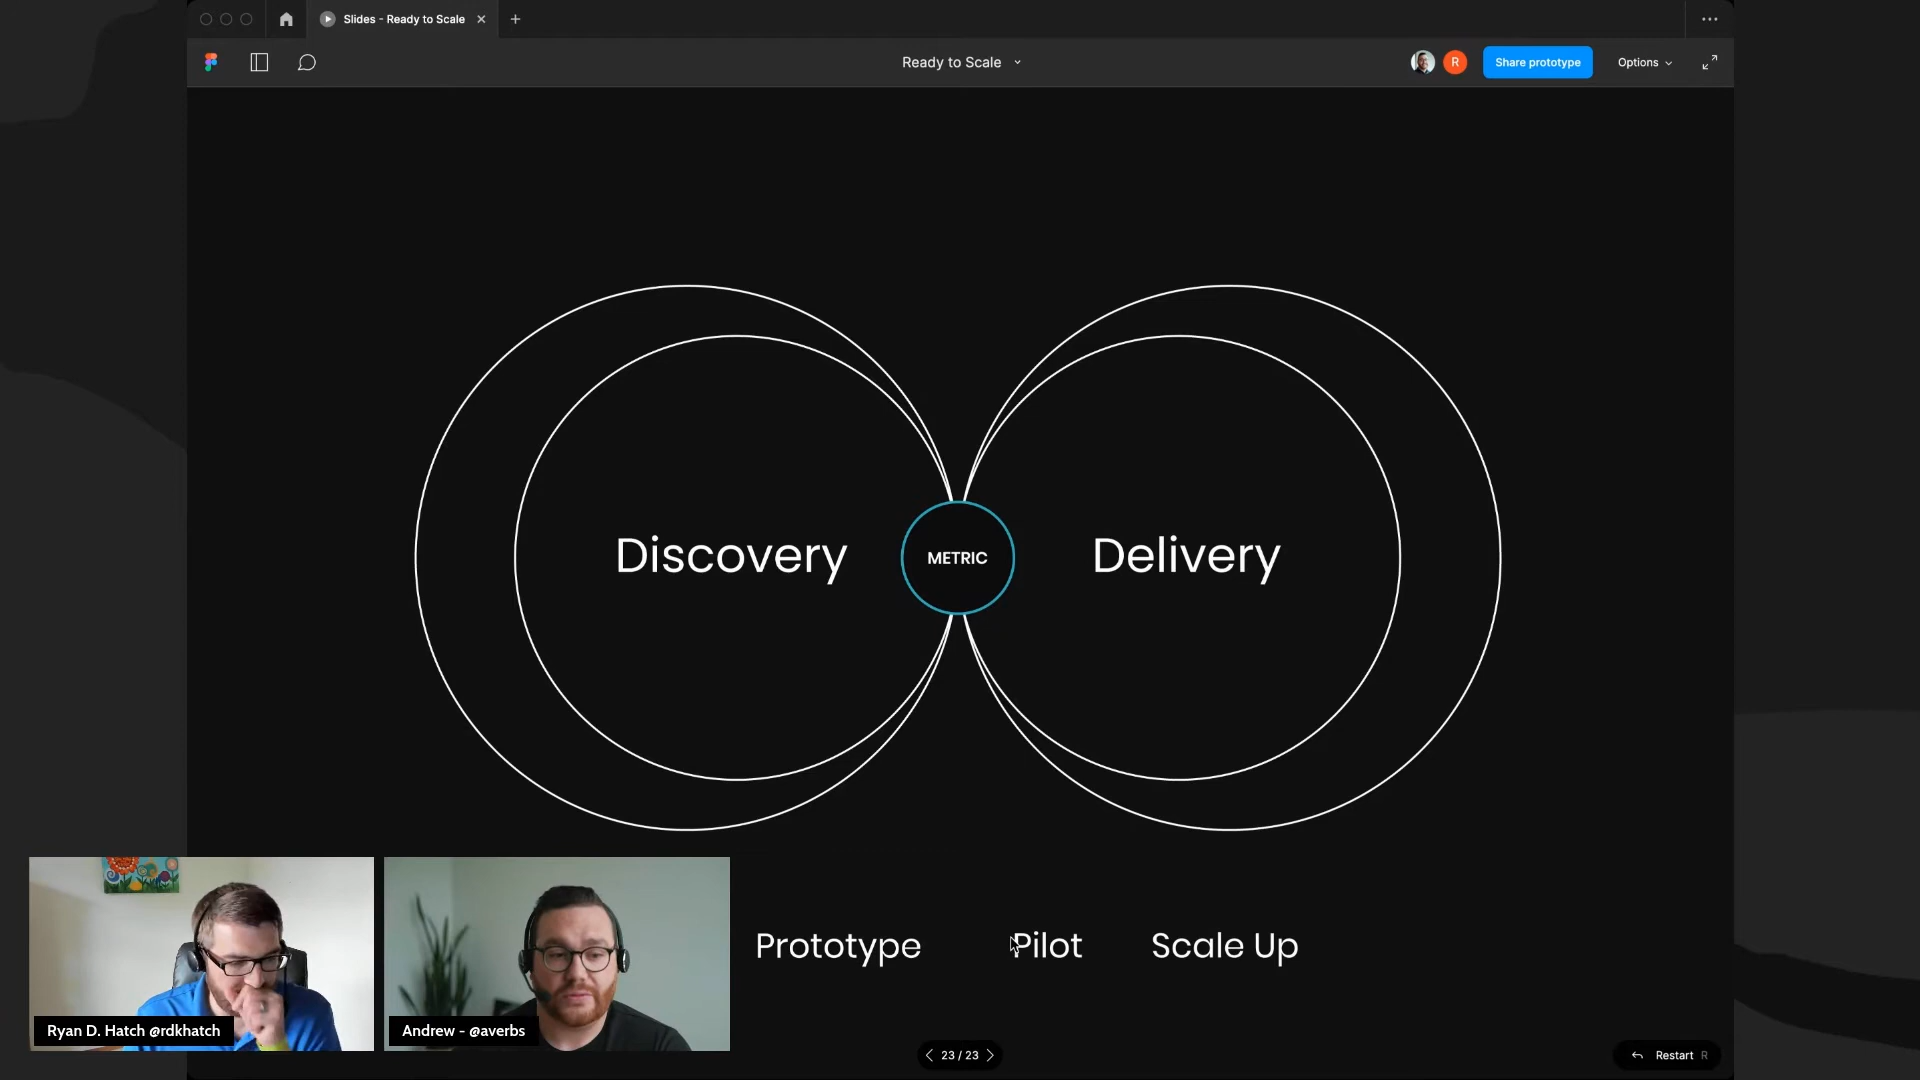 Slides - Ready to Scale
Ready to Scale
R
Share prototype
Options
Discovery
METRIC
Delivery
Prototype
Pilot
Scale Up
Ryan D. Hatch @rdkhatch
Andrew - @averbs
23 / 23
Restart R